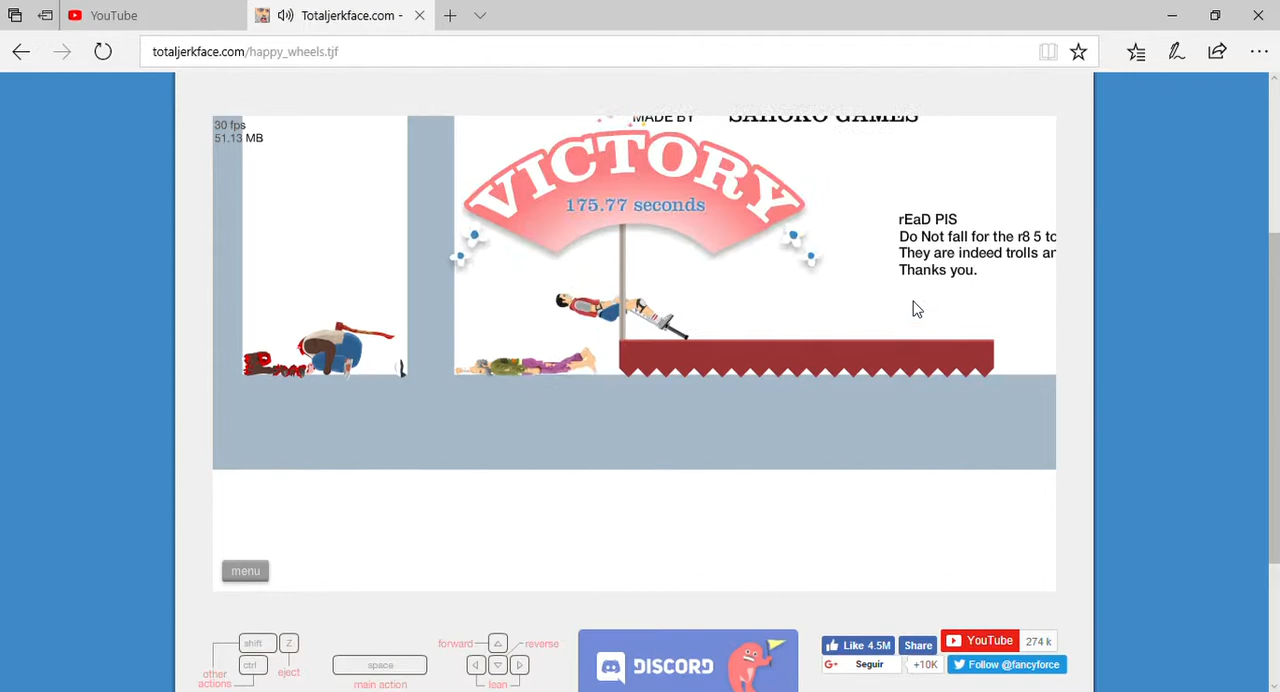 YouTube
Totaljerkface.com -
totaljerkface.com/happy_wheels.tjf
30 fps
51.13 MB
MADE BY SAHOKO GAMES
VICTORY
175.77 seconds
rEaD PIS
Do Not fall for the r8 5 to
They are indeed trolls an
Thanks you.
menu
shift
Z
ctrl
other
actions
eject
space
main action
forward
reverse
lean
DISCORD
Like 4.5M
Share
YouTube
274 k
G+
Seguir
+10K
Follow @fancyforce